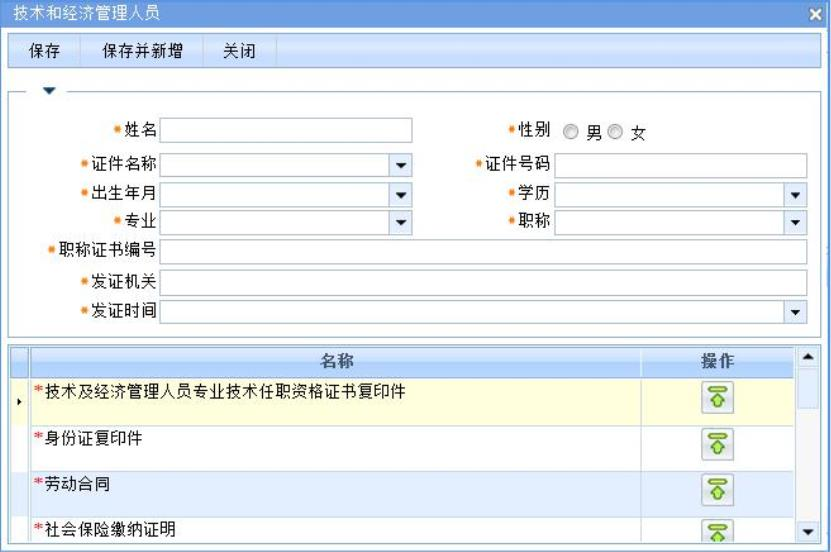 技术和经济管理人员
保存 保存并新增 关闭
*姓名 *性别 男 女
*证件名称 *证件号码
*出生年月 *学历
*专业 *职称
*职称证书编号
*发证机关
*发证时间
名称 操作
*技术及经济管理人员专业技术任职资格证书复印件
*身份证复印件
*劳动合同
*社会保险缴纳证明